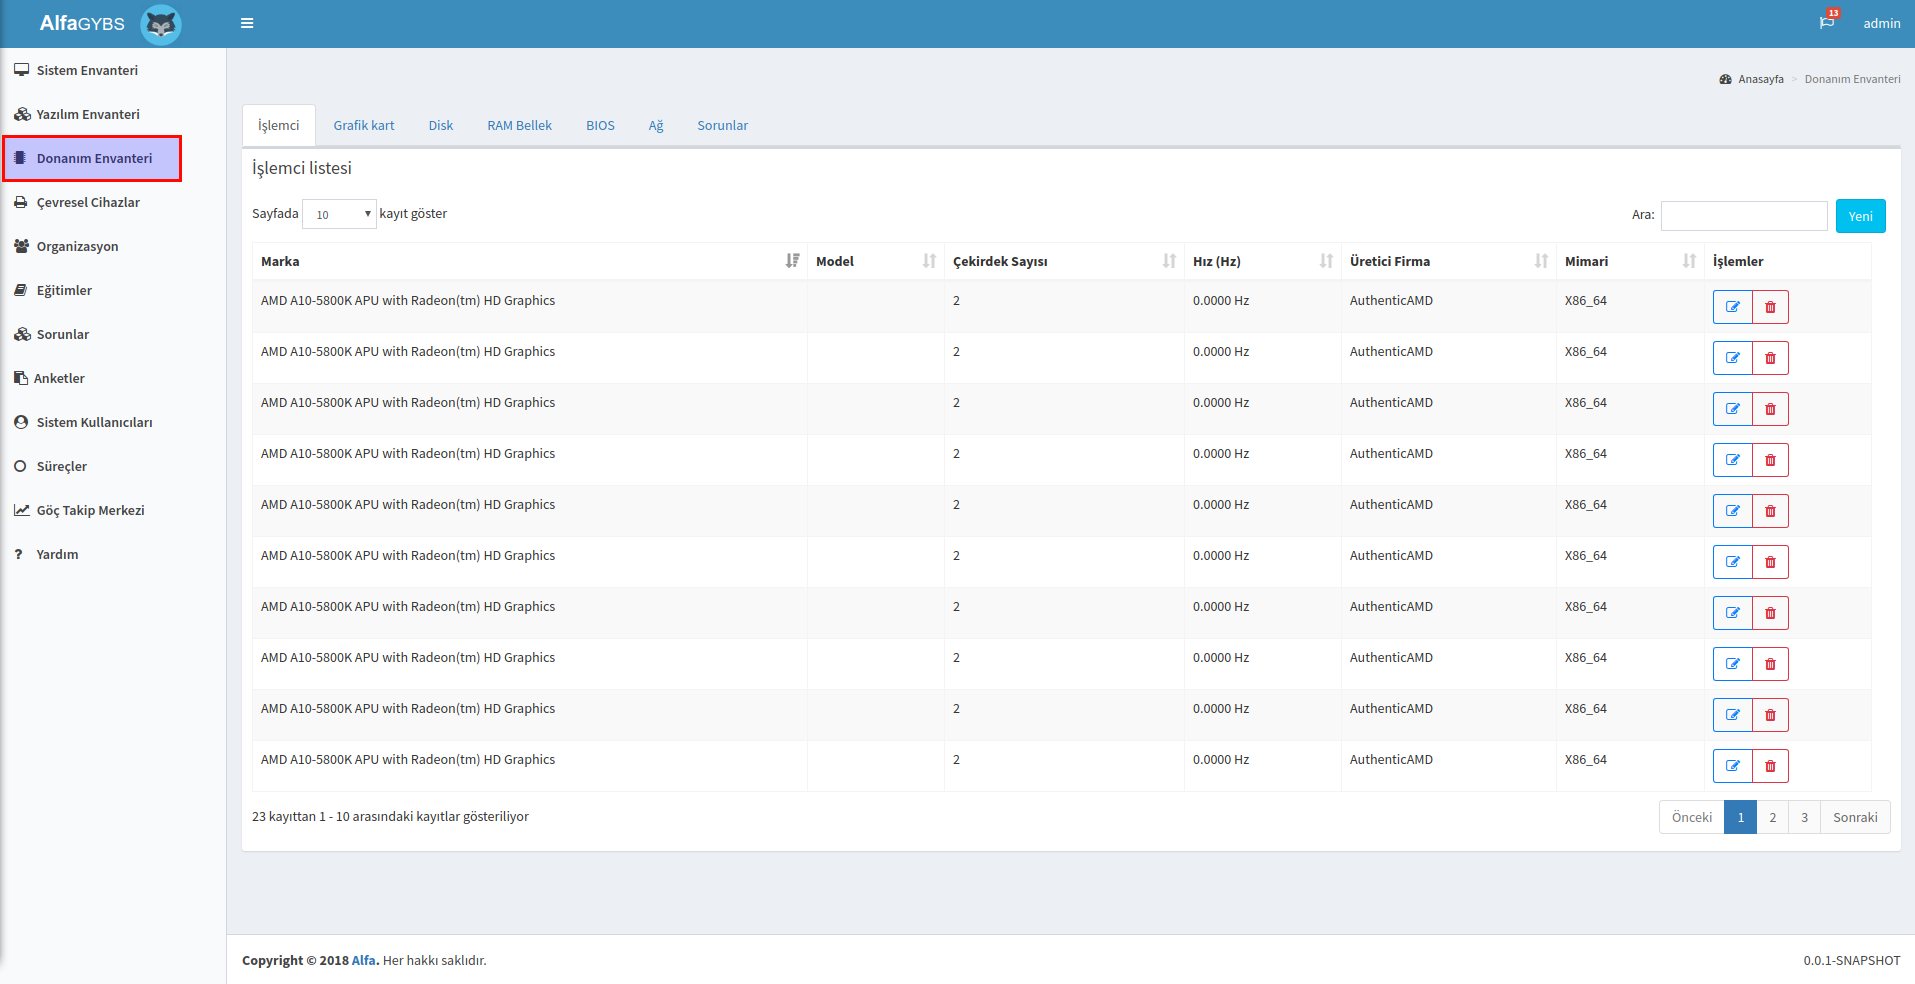 AlfaGYBS
13
admin
Sistem Envanteri
Yazılım Envanteri
Donanım Envanteri
Çevresel Cihazlar
Organizasyon
Eğitimler
Sorunlar
Anketler
Sistem Kullanıcıları
Süreçler
Göç Takip Merkezi
? Yardım
Anasayfa > Donanım Envanteri
İşlemci Grafik kart Disk RAM Bellek BIOS Ağ Sorunlar
İşlemci listesi
Sayfada 10 kayıt göster
Ara: Yeni
Marka Model Çekirdek Sayısı Hız (Hz) Üretici Firma Mimari İşlemler
AMD A10-5800K APU with Radeon(tm) HD Graphics 2 0.0000 Hz AuthenticAMD X86_64
AMD A10-5800K APU with Radeon(tm) HD Graphics 2 0.0000 Hz AuthenticAMD X86_64
AMD A10-5800K APU with Radeon(tm) HD Graphics 2 0.0000 Hz AuthenticAMD X86_64
AMD A10-5800K APU with Radeon(tm) HD Graphics 2 0.0000 Hz AuthenticAMD X86_64
AMD A10-5800K APU with Radeon(tm) HD Graphics 2 0.0000 Hz AuthenticAMD X86_64
AMD A10-5800K APU with Radeon(tm) HD Graphics 2 0.0000 Hz AuthenticAMD X86_64
AMD A10-5800K APU with Radeon(tm) HD Graphics 2 0.0000 Hz AuthenticAMD X86_64
AMD A10-5800K APU with Radeon(tm) HD Graphics 2 0.0000 Hz AuthenticAMD X86_64
AMD A10-5800K APU with Radeon(tm) HD Graphics 2 0.0000 Hz AuthenticAMD X86_64
AMD A10-5800K APU with Radeon(tm) HD Graphics 2 0.0000 Hz AuthenticAMD X86_64
23 kayıttan 1 - 10 arasındaki kayıtlar gösteriliyor
Önceki 1 2 3 Sonraki
Copyright © 2018 Alfa. Her hakkı saklıdır.
0.0.1-SNAPSHOT